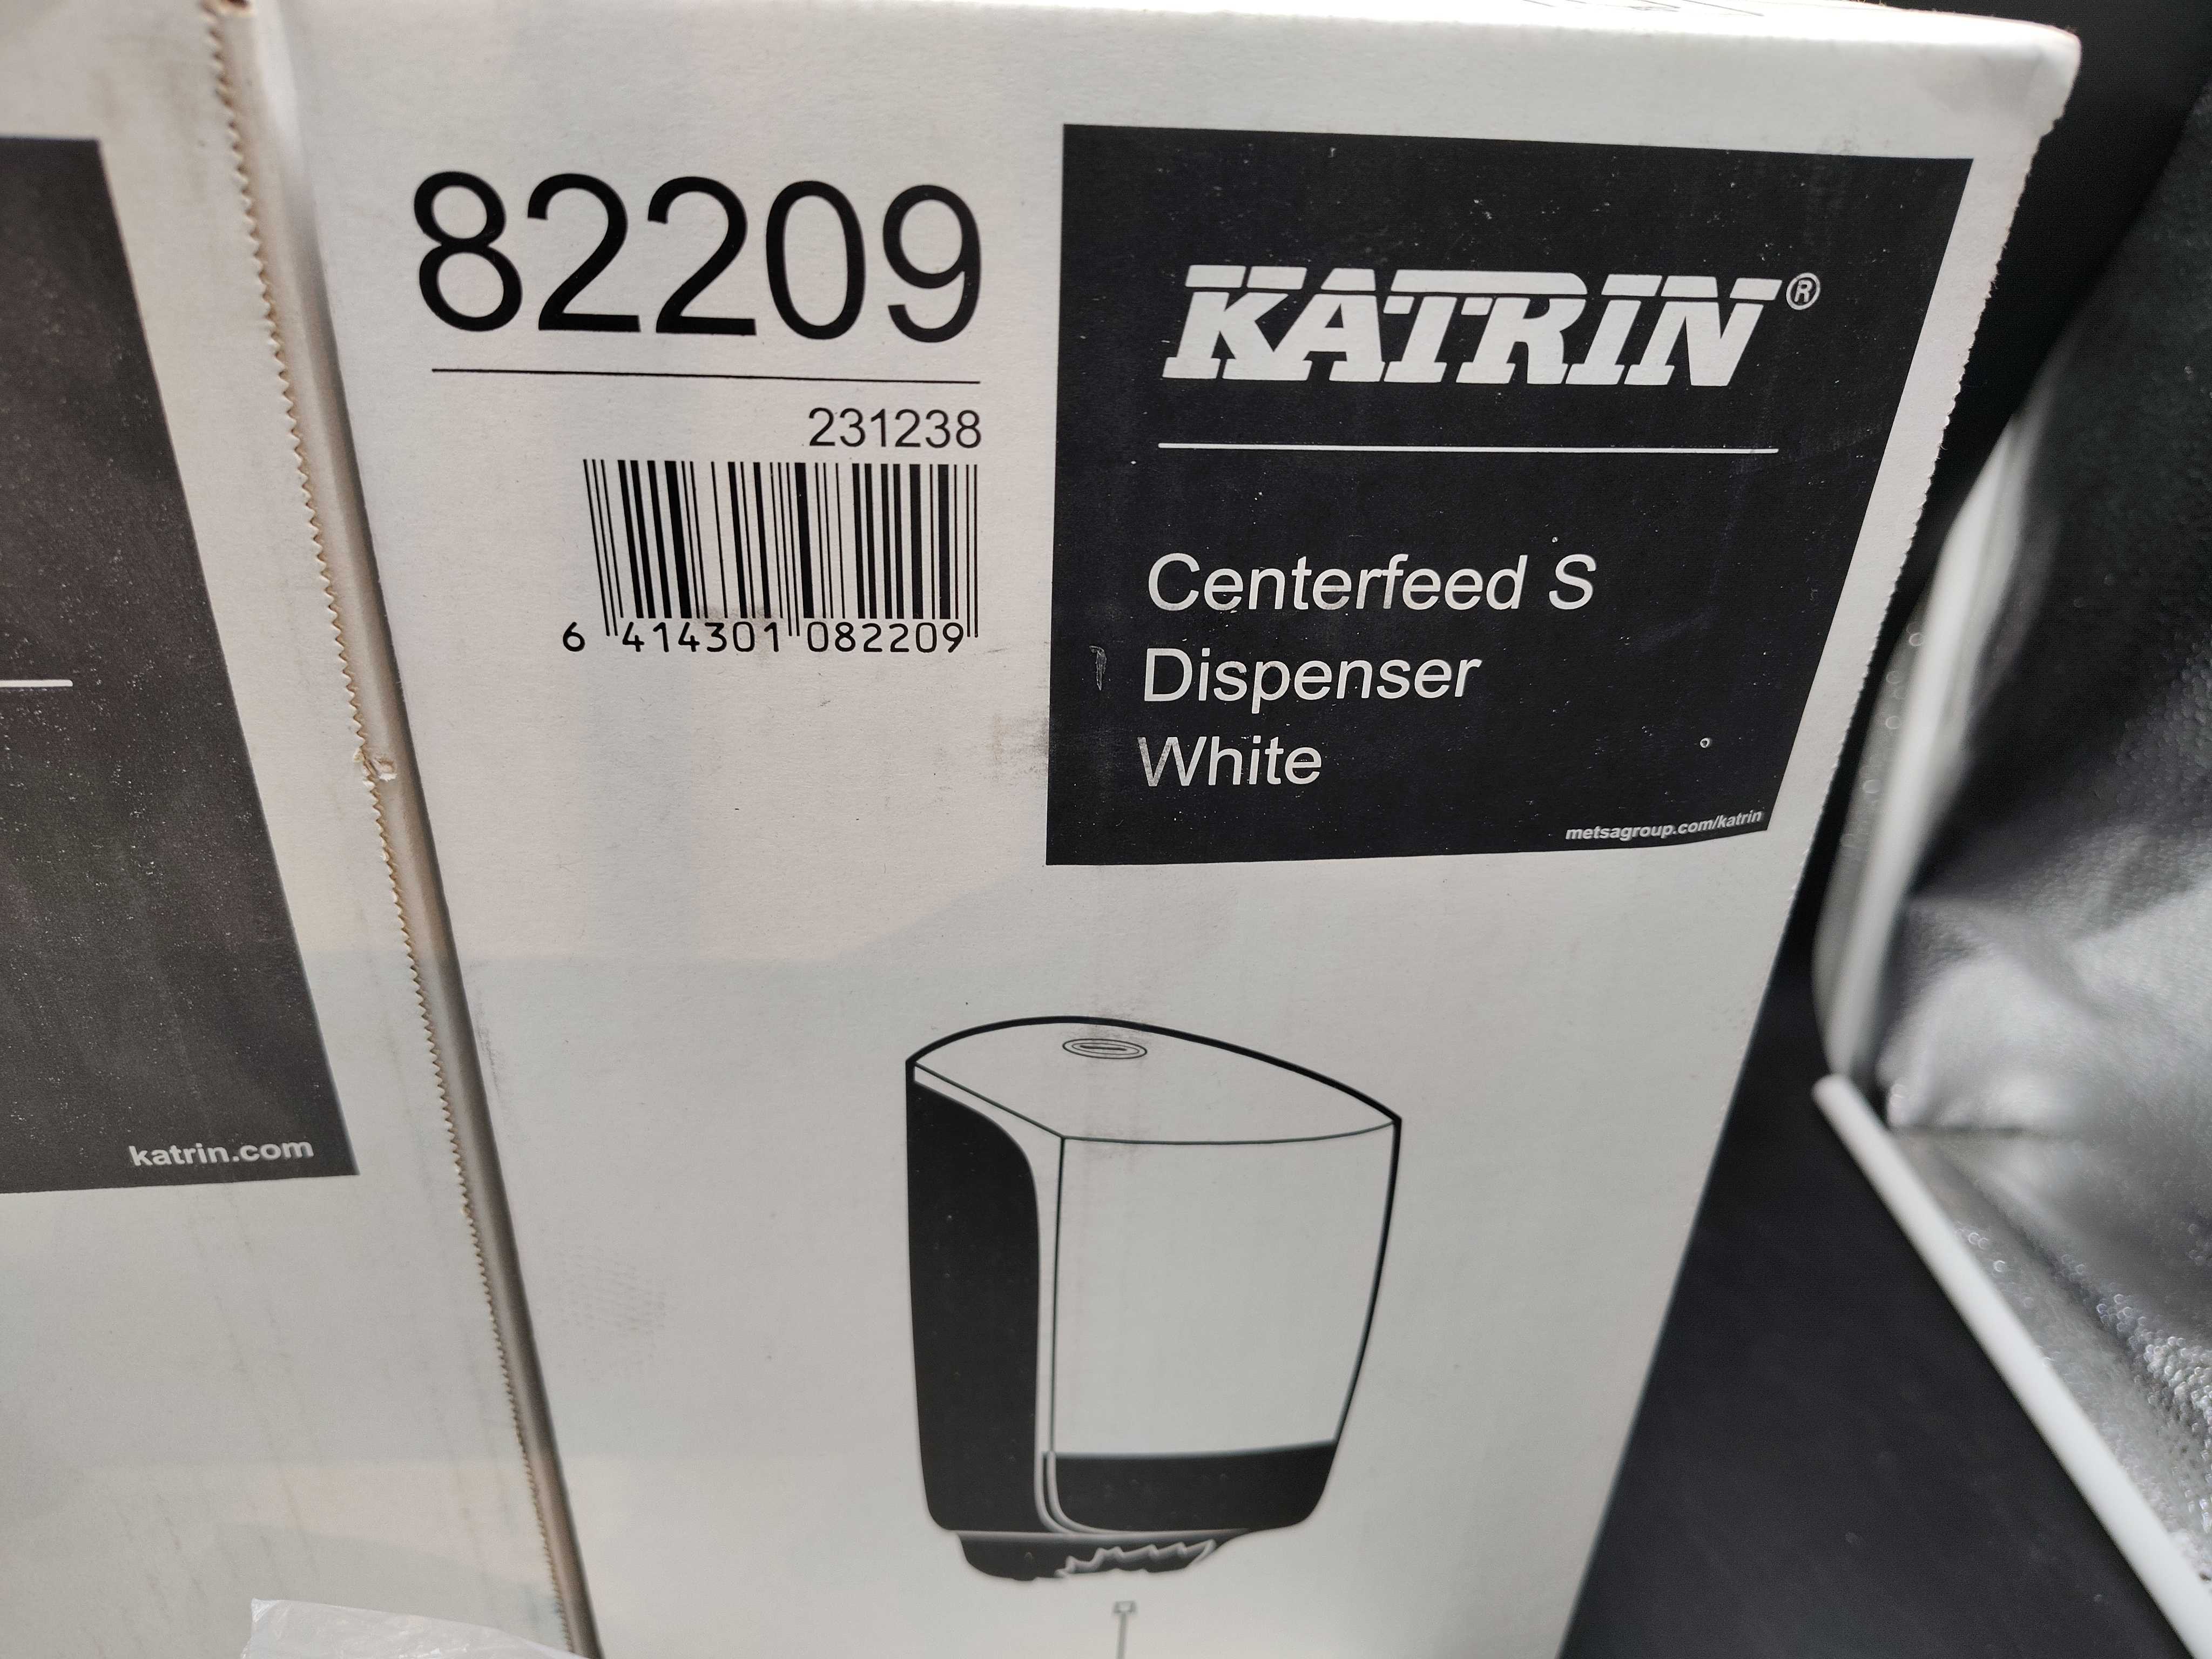 82209
231238
6 414301 082209
KATRIN®
Centerfeed S
Dispenser
White
metsagroup.com/katrin
katrin.com